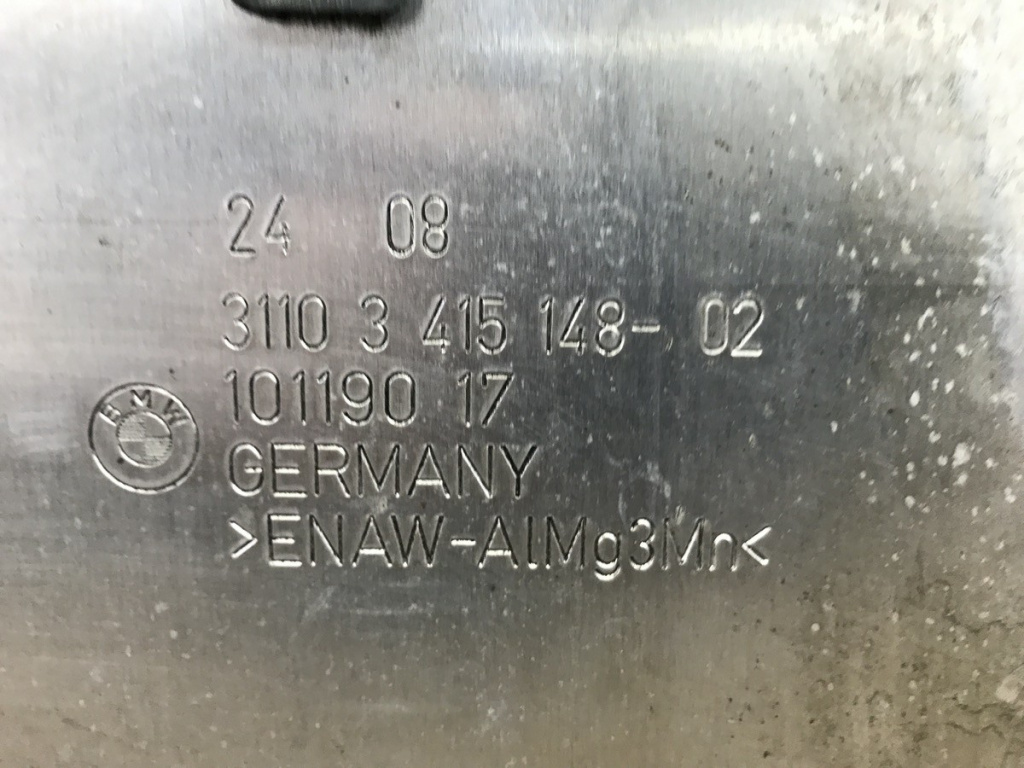 24 08
3110 3 415 148- 02
101190 17
BMW
GERMANY
>ENAW-AlMg3Mn<